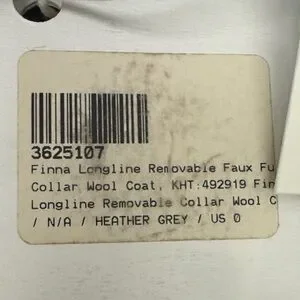 3625107
Finna Longline Removable Faux Fu
Collar Wool Coat, KHT:492919 Fin
Longline Removable Collar Wool C
/ N/A / HEATHER GREY / US 0